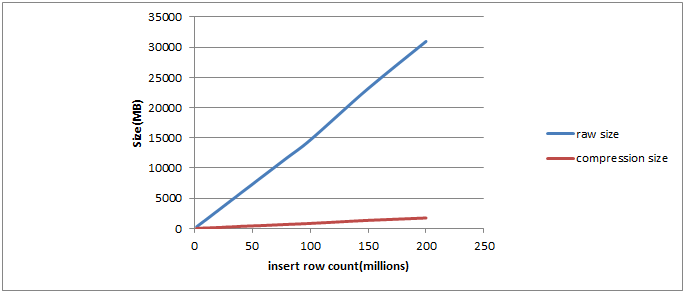 35000
30000
25000
20000
15000
10000
5000
0
Size(MB)
0 50 100 150 200 250
insert row count(millions)
raw size
compression size